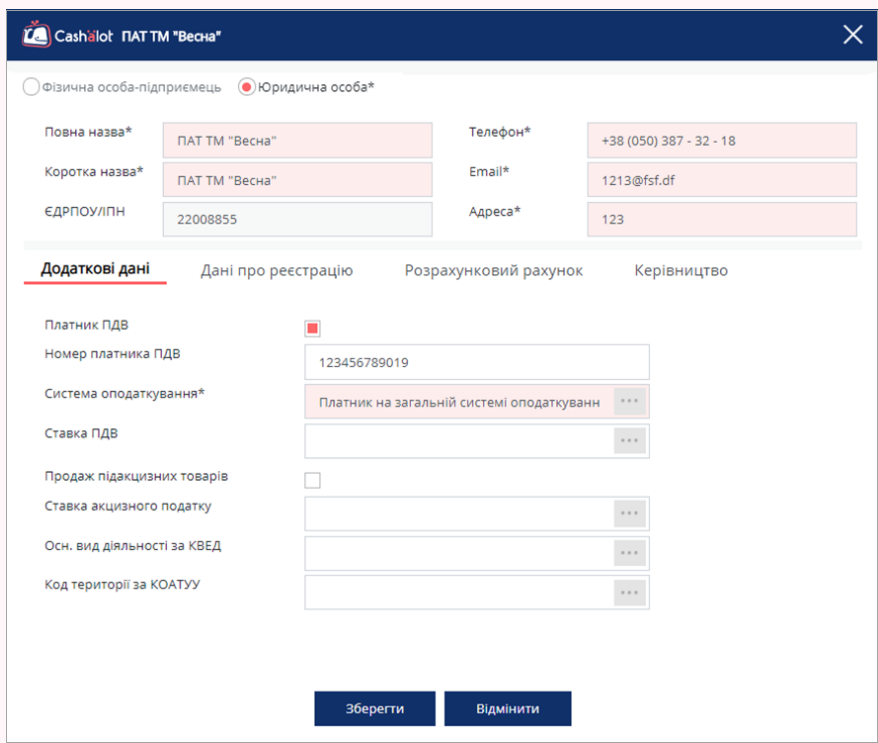 Cashalot ПАТ ТМ "Весна"
Фізична особа-підприємець Юридична особа*
Повна назва* ПАТ ТМ "Весна" Телефон* +38 (050) 387 - 32 - 18
Коротка назва* ПАТ ТМ "Весна" Email* 1213@fsf.df
ЄДРПОУ/ІПН 22008855 Адреса* 123
Додаткові дані Дані про реєстрацію Розрахунковий рахунок Керівництво
Платник ПДВ
Номер платника ПДВ 123456789019
Система оподаткування* Платник на загальній системі оподаткуванн ...
Ставка ПДВ ...
Продаж підакцизних товарів
Ставка акцизного податку ...
Осн. вид діяльності за КВЕД ...
Код території за КОАТУУ ...
Зберегти Відмінити